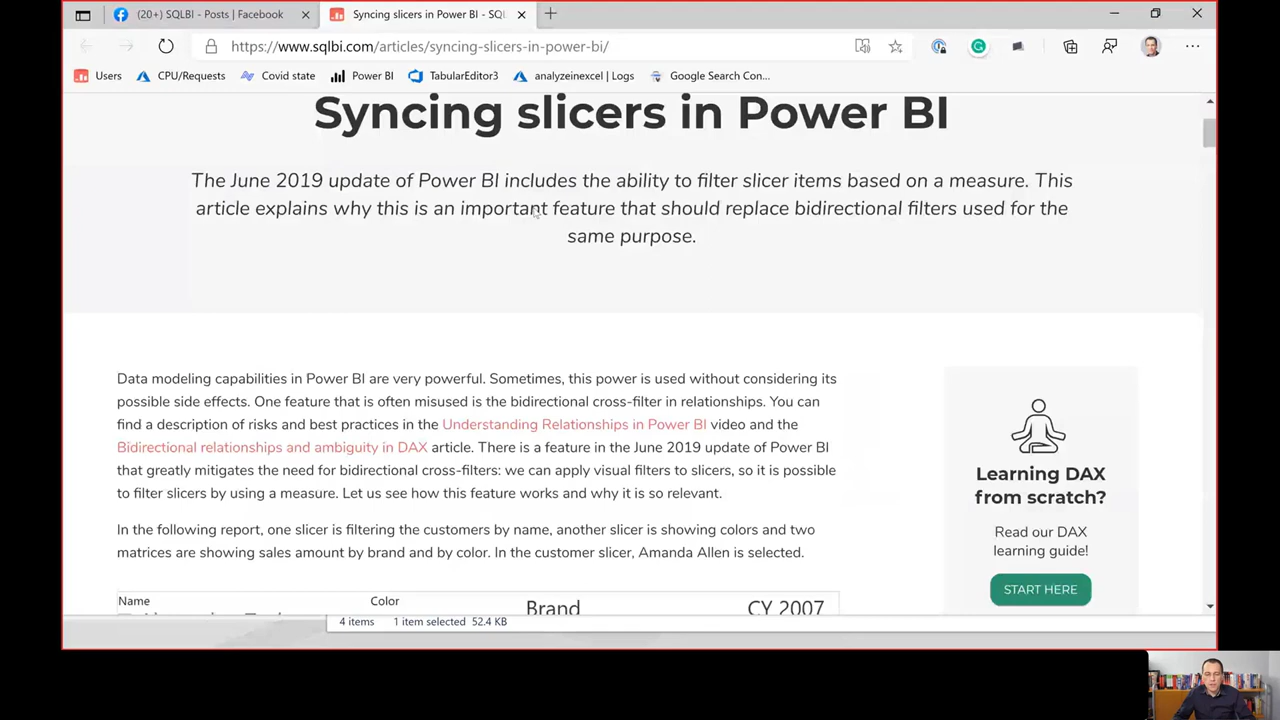 (20+) SQLBI - Posts | Facebook
Syncing slicers in Power BI - SQL
https://www.sqlbi.com/articles/syncing-slicers-in-power-bi/
Users
CPU/Requests
Covid state
Power BI
TabularEditor3
analyzeinexcel | Logs
Google Search Con...
Syncing slicers in Power BI
The June 2019 update of Power BI includes the ability to filter slicer items based on a measure. This
article explains why this is an important feature that should replace bidirectional filters used for the
same purpose.
Data modeling capabilities in Power BI are very powerful. Sometimes, this power is used without considering its
possible side effects. One feature that is often misused is the bidirectional cross-filter in relationships. You can
find a description of risks and best practices in the Understanding Relationships in Power BI video and the
Bidirectional relationships and ambiguity in DAX article. There is a feature in the June 2019 update of Power BI
that greatly mitigates the need for bidirectional cross-filters: we can apply visual filters to slicers, so it is possible
to filter slicers by using a measure. Let us see how this feature works and why it is so relevant.
In the following report, one slicer is filtering the customers by name, another slicer is showing colors and two
matrices are showing sales amount by brand and by color. In the customer slicer, Amanda Allen is selected.
Learning DAX
from scratch?
Read our DAX
learning guide!
START HERE
Name
Color
Brand
CY 2007
4 items
1 item selected
52.4 KB